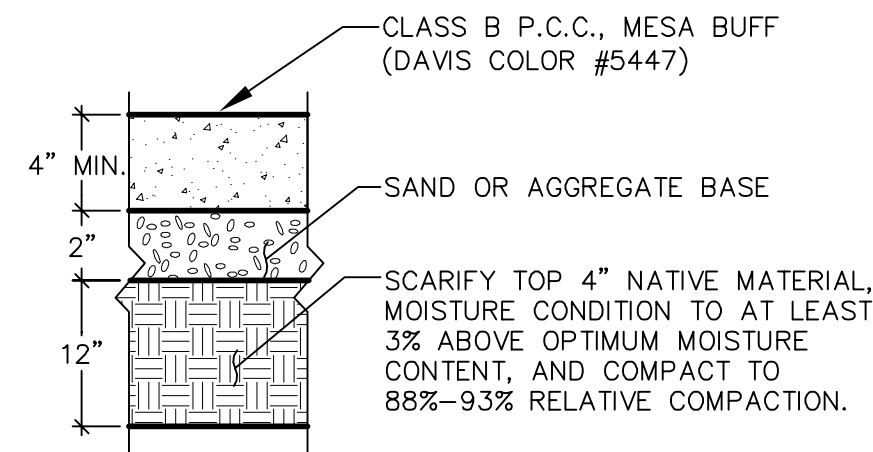 CLASS B P.C.C., MESA BUFF
(DAVIS COLOR #5447)
4" MIN.
SAND OR AGGREGATE BASE
2"
SCARIFY TOP 4" NATIVE MATERIAL,
MOISTURE CONDITION TO AT LEAST
3% ABOVE OPTIMUM MOISTURE
CONTENT, AND COMPACT TO
88%–93% RELATIVE COMPACTION.
12"